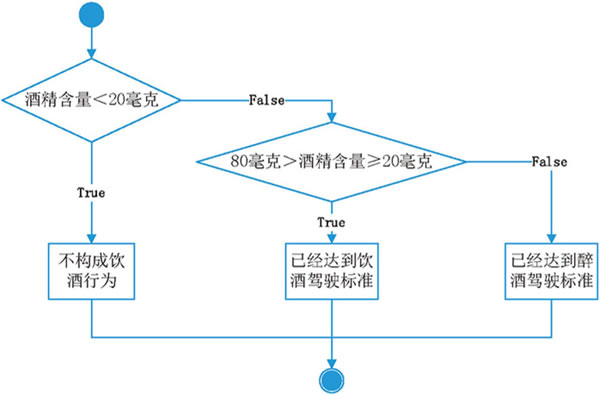 酒精含量<20毫克
False
80毫克>酒精含量≥20毫克
False
True
True
不构成饮
酒行为
已经达到饮
酒驾驶标准
已经达到醉
酒驾驶标准